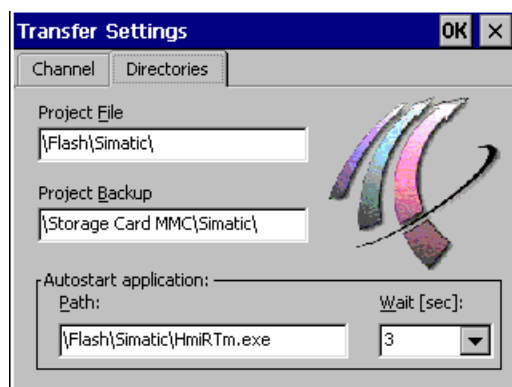 Transfer Settings OK ×
Channel Directories
Project File
\Flash\Simatic\
Project Backup
\Storage Card MMC\Simatic\
Autostart application:
Path: Wait [sec]:
\Flash\Simatic\HmiRTm.exe 3